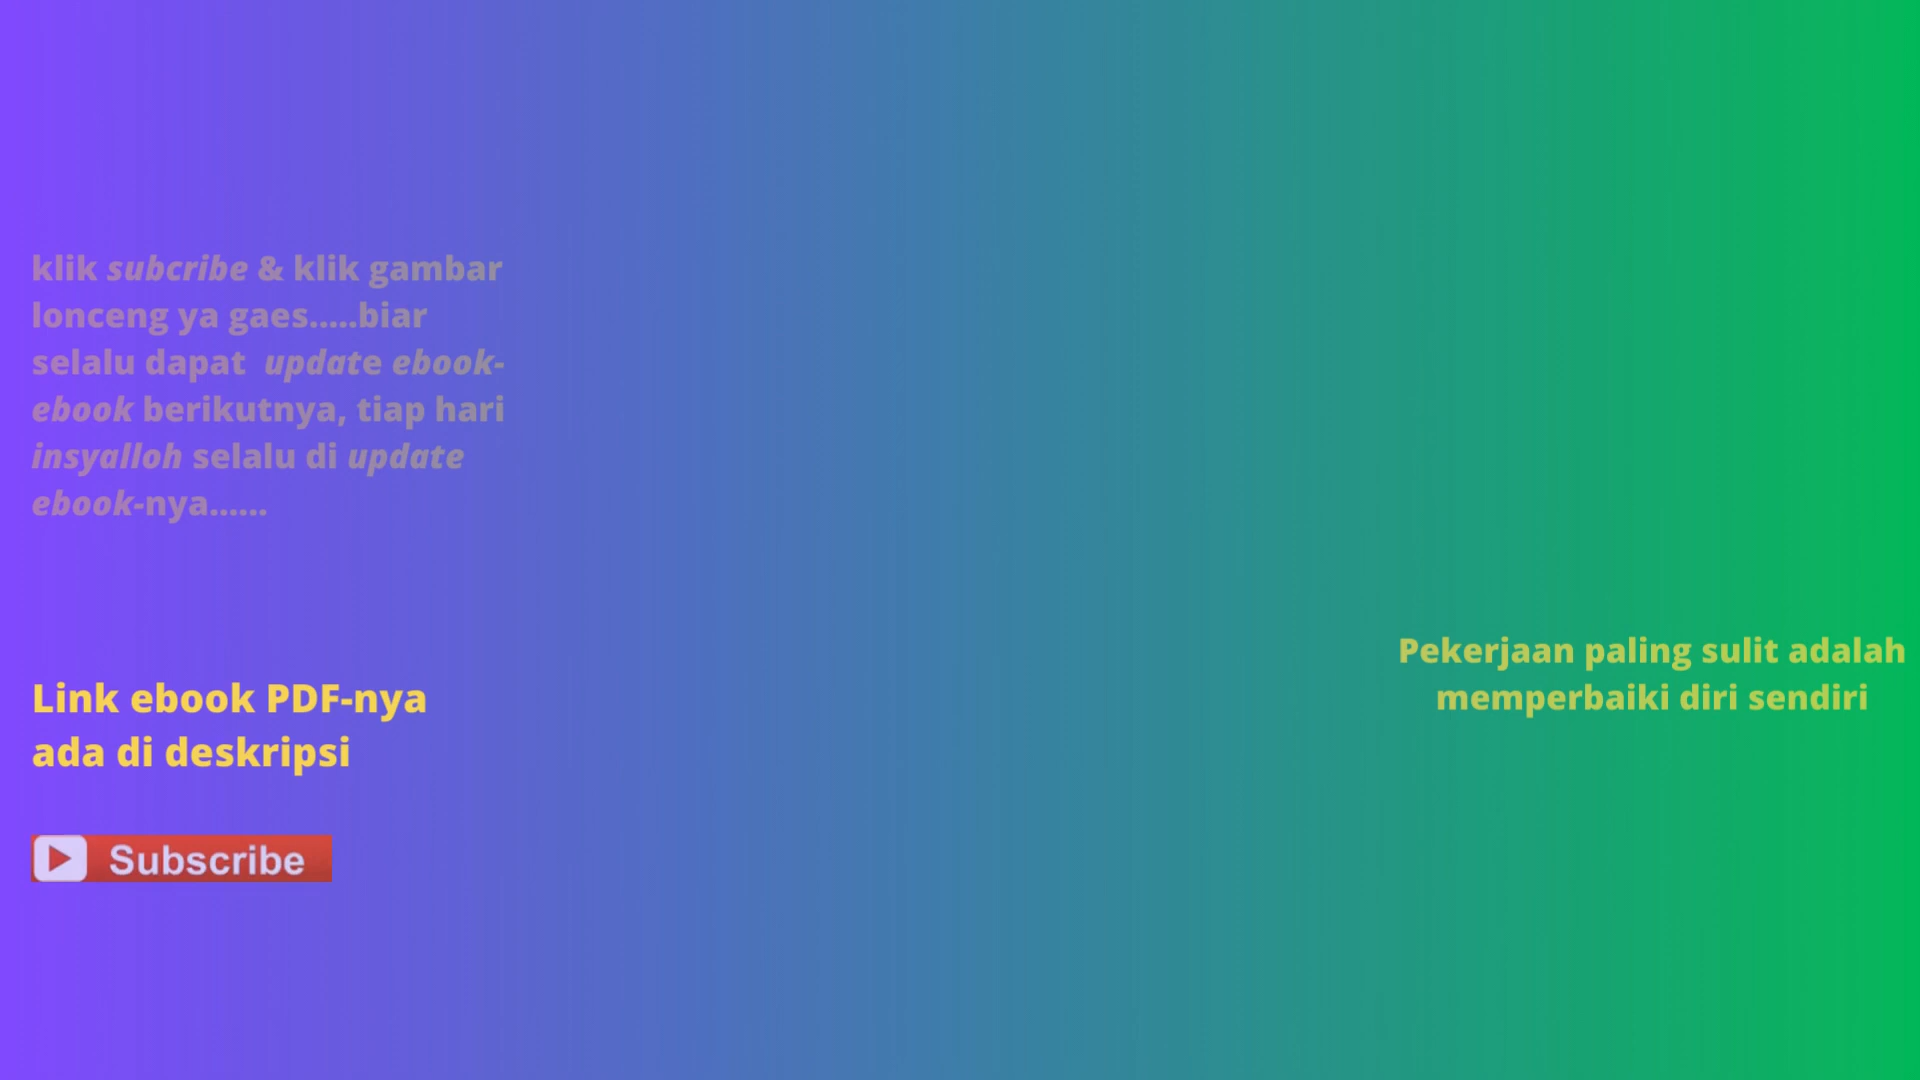 klik subcribe & klik gambar
lonceng ya gaes.....biar
selalu dapat update ebook-
ebook berikutnya, tiap hari
insyalloh selalu di update
ebook-nya......
Link ebook PDF-nya
ada di deskripsi
Subscribe
Pekerjaan paling sulit adalah
memperbaiki diri sendiri